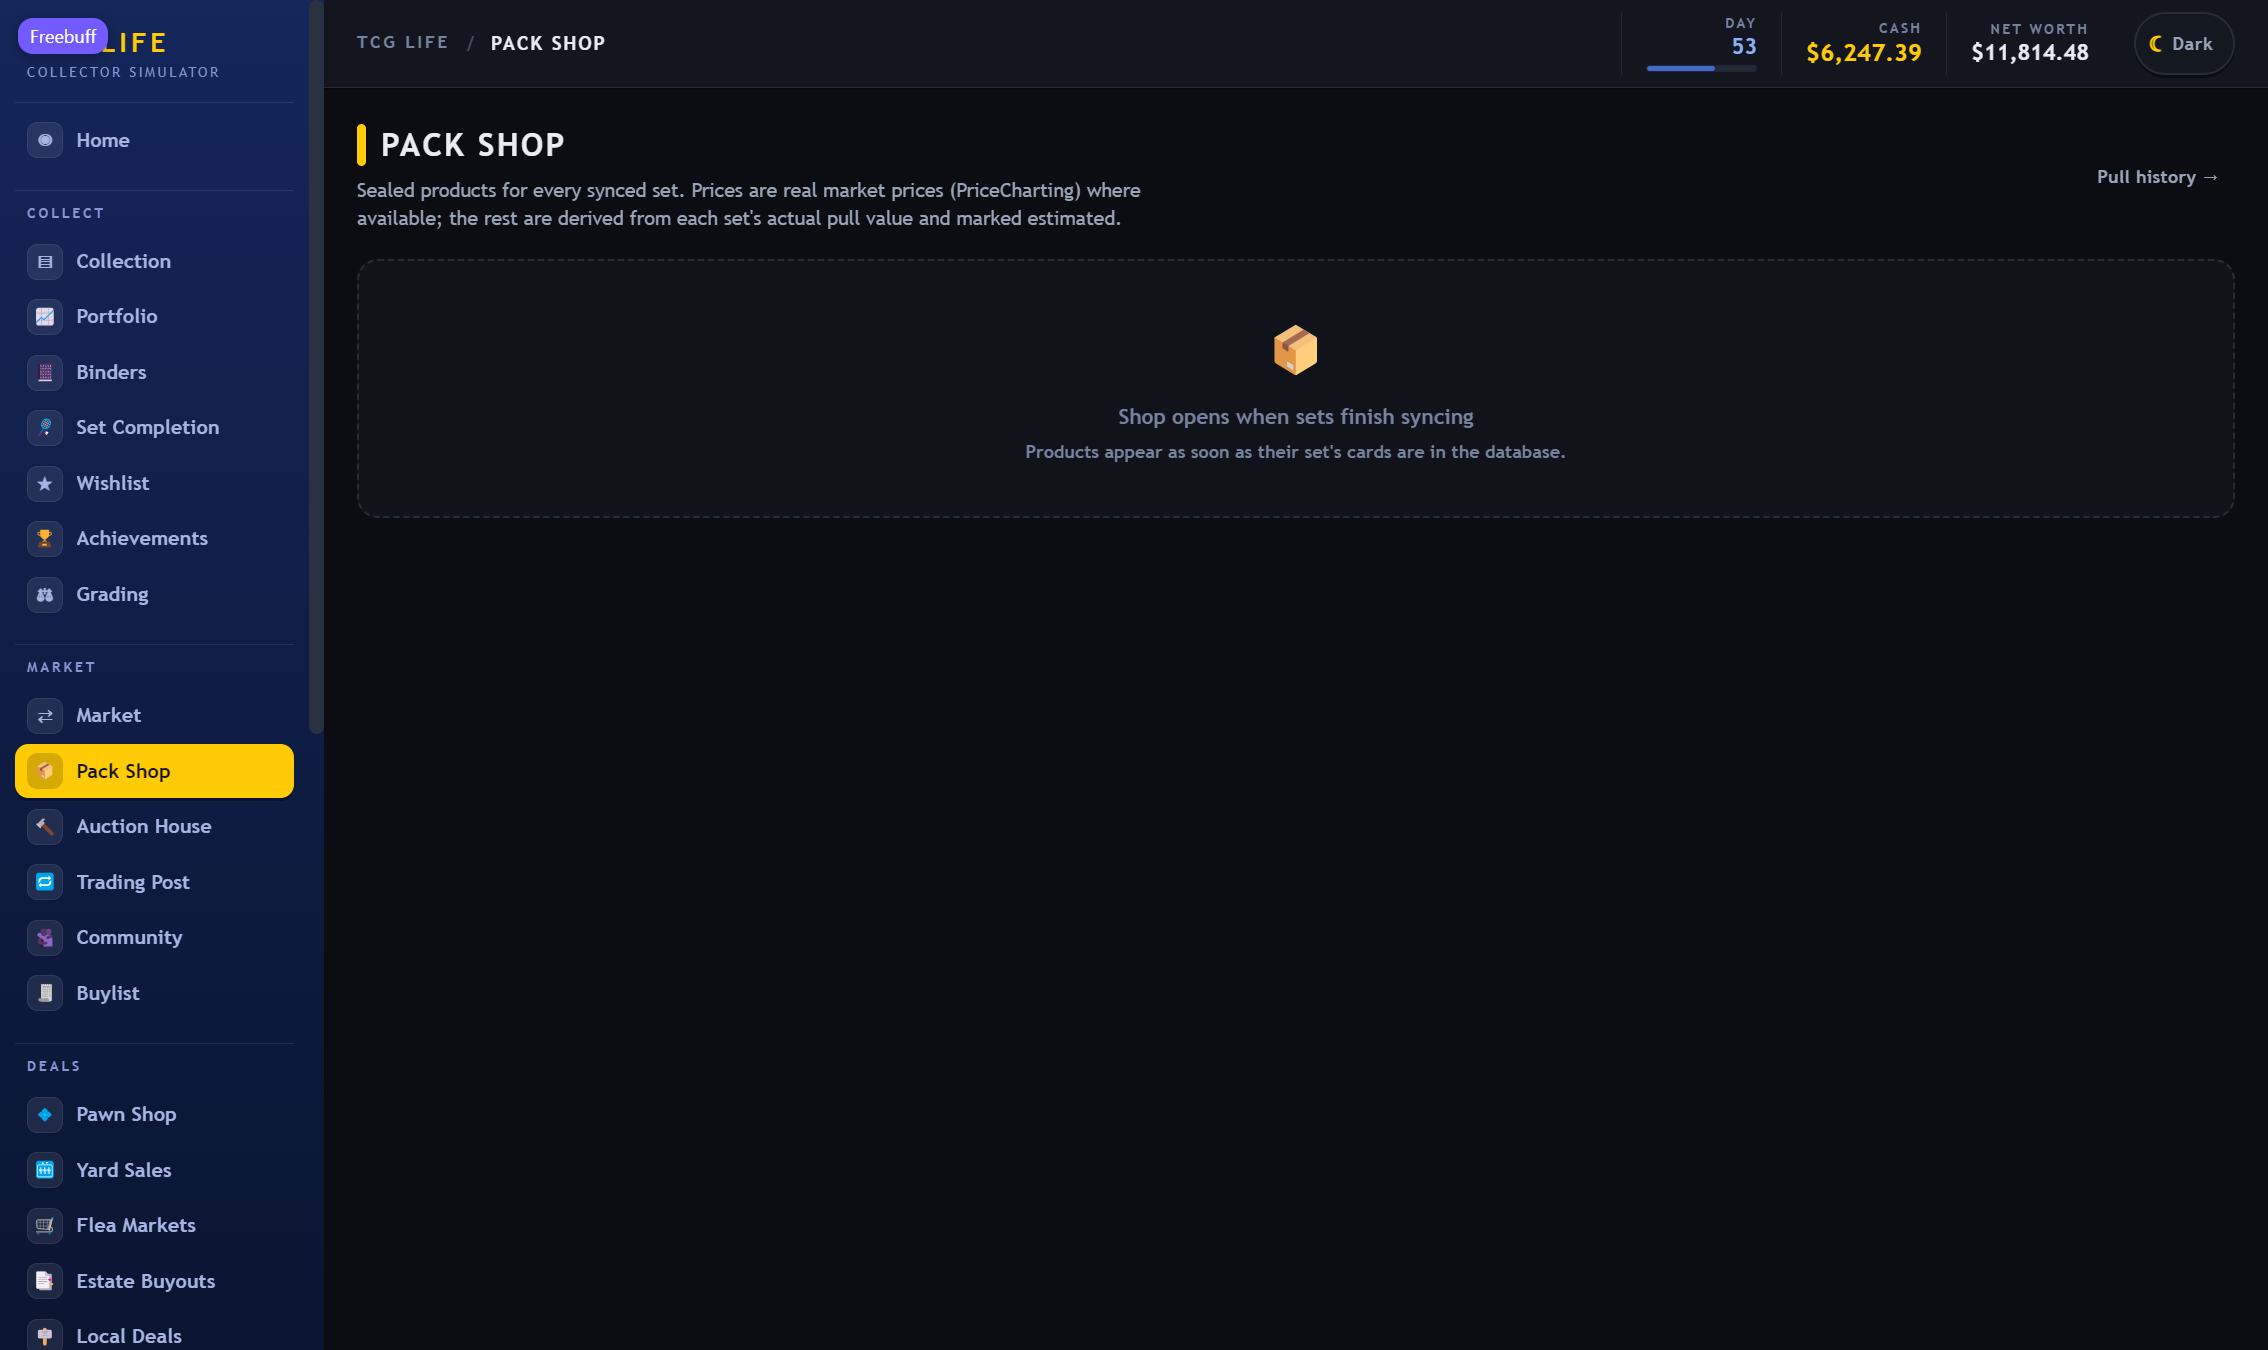 Freebuff
LIFE
COLLECTOR SIMULATOR
Home
COLLECT
Collection
Portfolio
Binders
Set Completion
Wishlist
Achievements
Grading
MARKET
Market
Pack Shop
Auction House
Trading Post
Community
Buylist
DEALS
Pawn Shop
Yard Sales
Flea Markets
Estate Buyouts
Local Deals
TCG LIFE / PACK SHOP
DAY
53
CASH
$6,247.39
NET WORTH
$11,814.48
Dark
PACK SHOP
Sealed products for every synced set. Prices are real market prices (PriceCharting) where
available; the rest are derived from each set's actual pull value and marked estimated.
Pull history →
Shop opens when sets finish syncing
Products appear as soon as their set's cards are in the database.